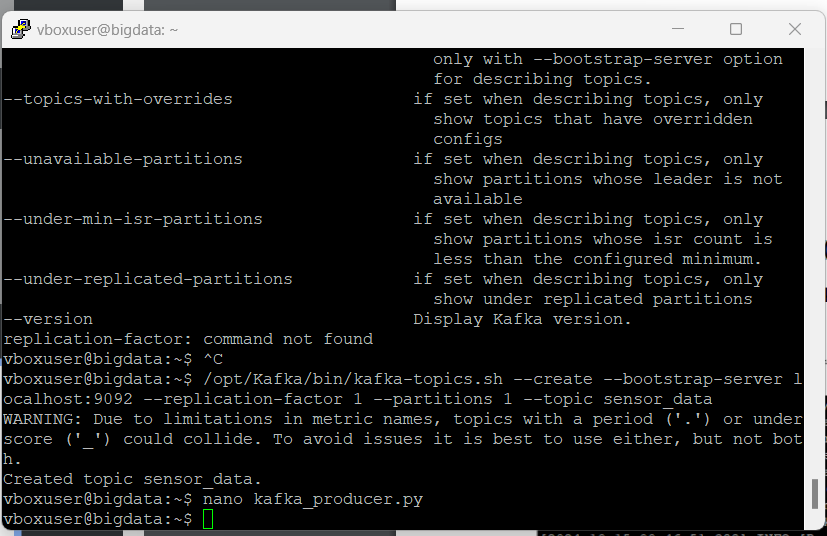 vboxuser@bigdata: ~
only with --bootstrap-server option
for describing topics.
--topics-with-overrides if set when describing topics, only
show topics that have overridden
configs
--unavailable-partitions if set when describing topics, only
show partitions whose leader is not
available
--under-min-isr-partitions if set when describing topics, only
show partitions whose isr count is
less than the configured minimum.
--under-replicated-partitions if set when describing topics, only
show under replicated partitions
--version Display Kafka version.
replication-factor: command not found
vboxuser@bigdata:~$ ^C
vboxuser@bigdata:~$ /opt/Kafka/bin/kafka-topics.sh --create --bootstrap-server l
ocalhost:9092 --replication-factor 1 --partitions 1 --topic sensor_data
WARNING: Due to limitations in metric names, topics with a period ('.') or under
score ('_') could collide. To avoid issues it is best to use either, but not bot
h.
Created topic sensor_data.
vboxuser@bigdata:~$ nano kafka_producer.py
vboxuser@bigdata:~$